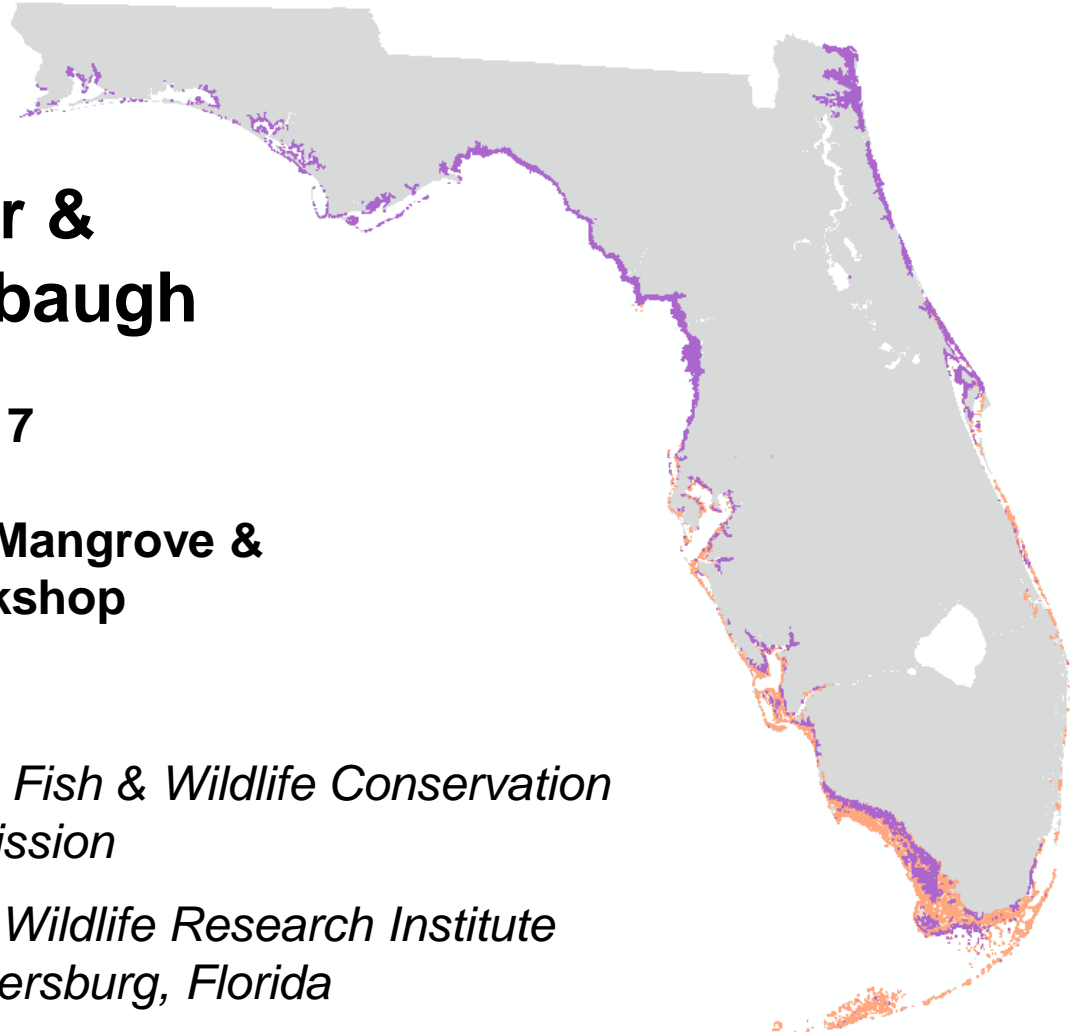 r &
baugh
7
Mangrove &
kshop
Fish & Wildlife Conservation
ission
Wildlife Research Institute
ersburg, Florida